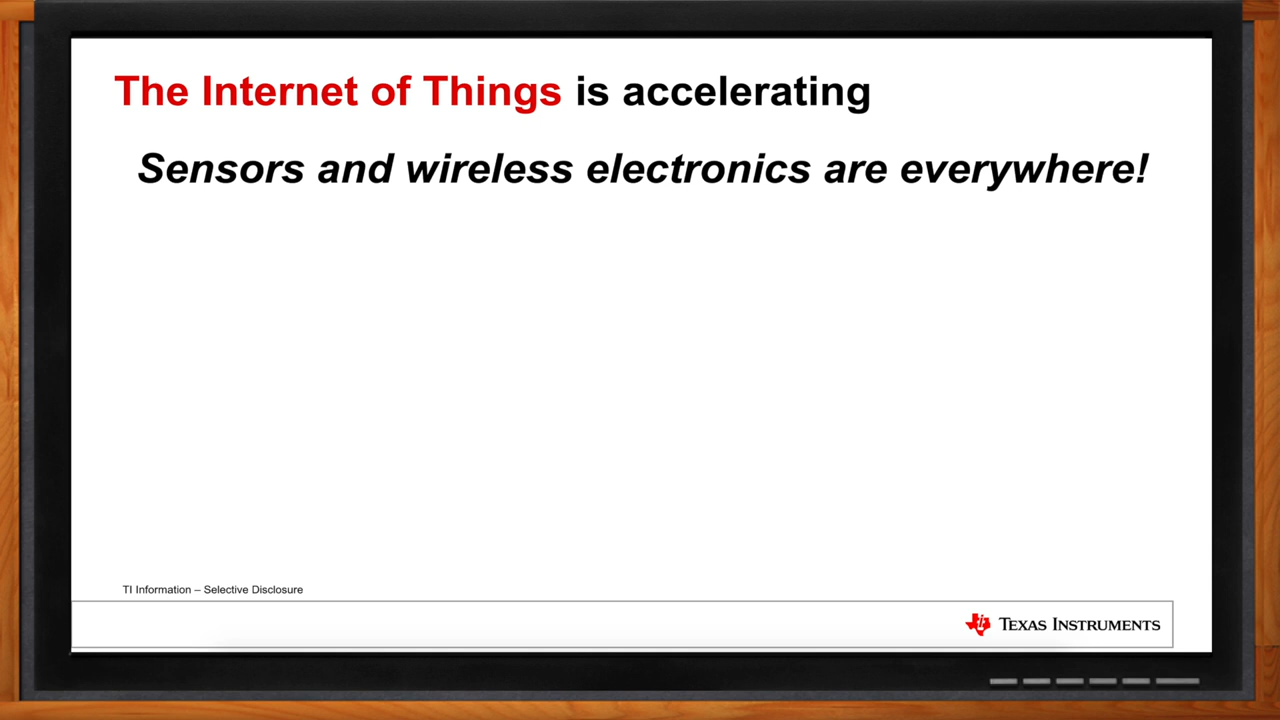 The Internet of Things is accelerating
Sensors and wireless electronics are everywhere!
TI Information – Selective Disclosure
TEXAS INSTRUMENTS